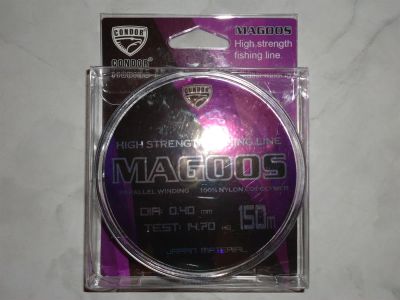 CONDOR
CONDOR
MAGOOS
High strength
fishing line.
CONDOR
HIGH STRENGTH FISHING LINE
MAGOOS
PARALLEL WINDING 100% NYLON COPOLYMER
DIA: 0.40 mm
TEST: 14.70 KG
150m
JAPAN MATERIAL